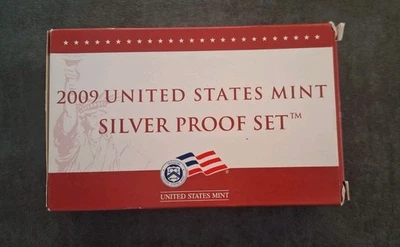 2009 UNITED STATES MINT
SILVER PROOF SET™
UNITED STATES MINT